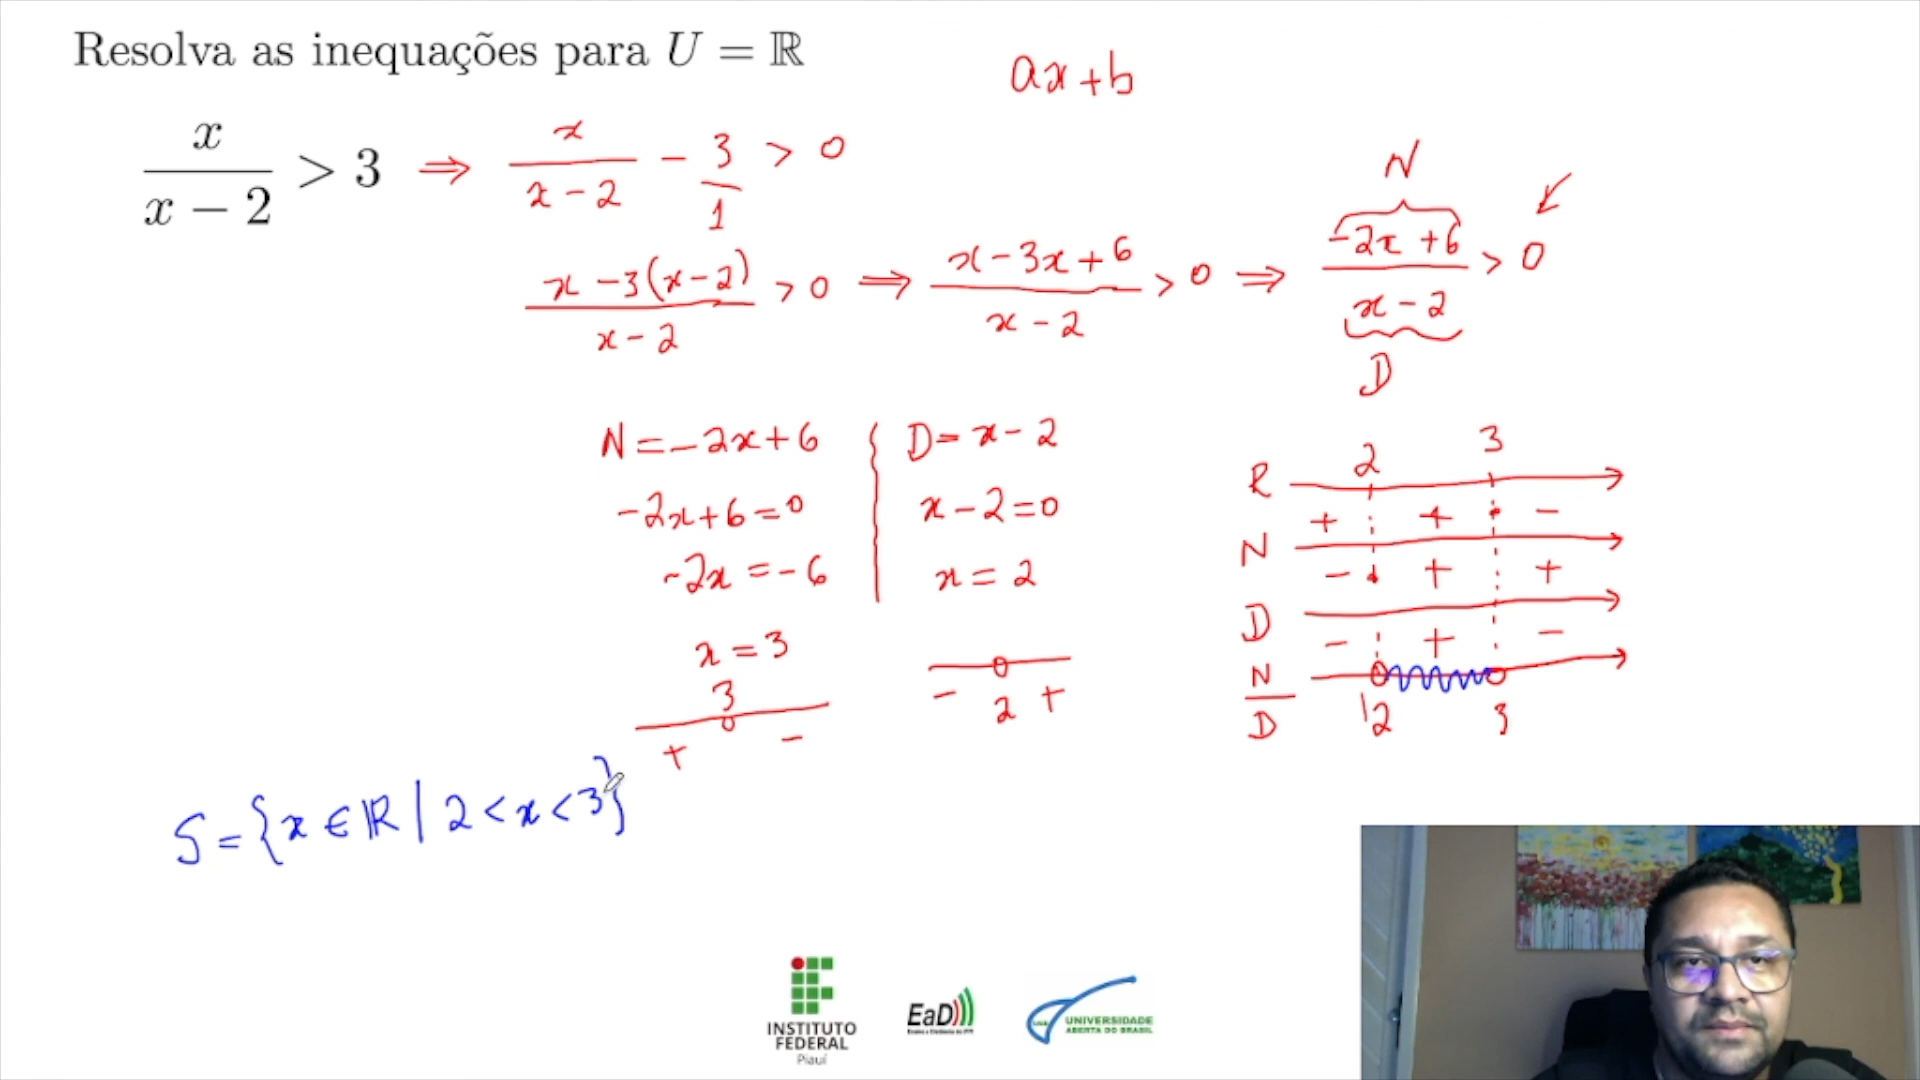 Resolva as inequações para U = ℝ
ax+b
x/(x − 2) > 3 ⇒ x/(x−2) − 3/1 > 0
(x−3(x−2))/(x−2) > 0 ⇒ (x−3x+6)/(x−2) > 0 ⇒ (−2x+6)/(x−2) > 0
N
D
N=−2x+6
−2x+6=0
−2x=−6
x=3
3
+ −
D=x−2
x−2=0
x=2
− 2 +
2 3
R
+ + −
N
− + +
D
− + −
N/D
2 3
S={x∈ℝ | 2<x<3}
INSTITUTO
FEDERAL
Piauí
EaD
UNIVERSIDADE
ABERTA DO BRASIL